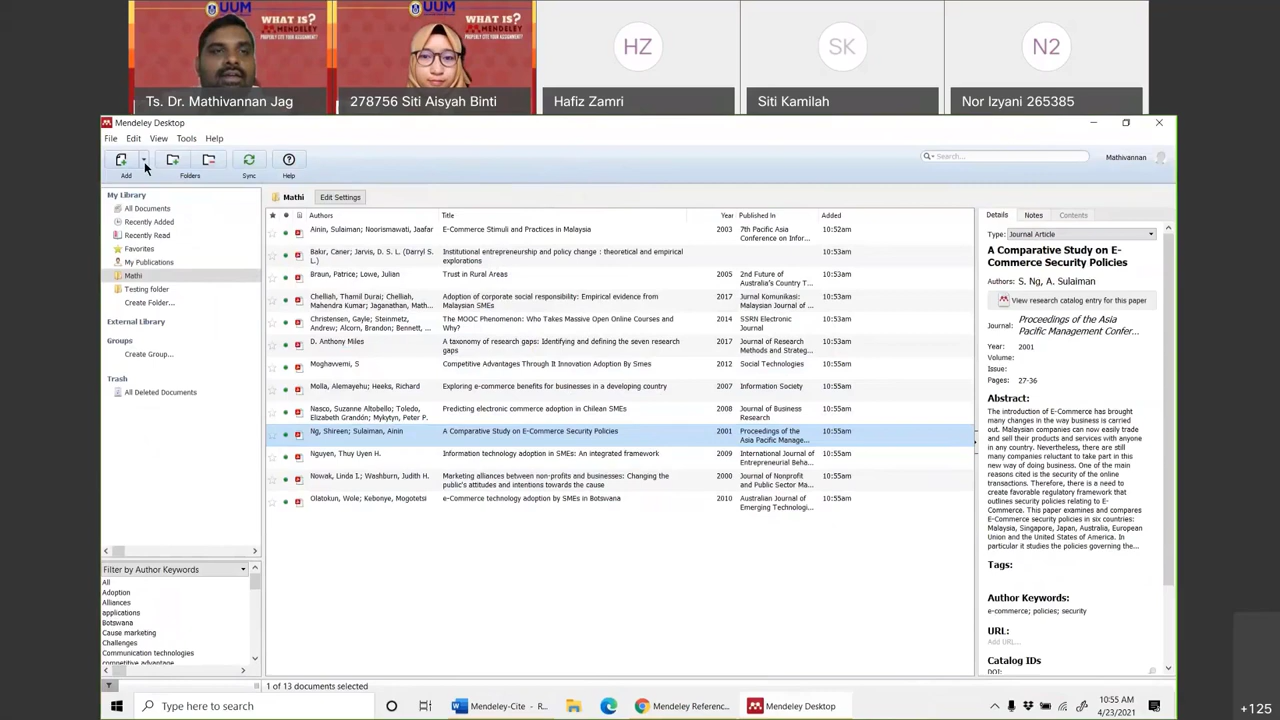 UUM
WHAT IS?
MENDELEY
PROPERLY CITE YOUR ASSIGNMENT?
Ts. Dr. Mathivannan Jag
UUM
WHAT IS?
MENDELEY
PROPERLY CITE YOUR ASSIGNMENT?
278756 Siti Aisyah Binti
HZ
Hafiz Zamri
SK
Siti Kamilah
N2
Nor Izyani 265385
Mendeley Desktop
File Edit View Tools Help
Add Folders Sync Help
Search...
Mathivannan
My Library
All Documents
Recently Added
Recently Read
Favorites
My Publications
Mathi
Testing folder
Create Folder...
External Library
Groups
Create Group...
Trash
All Deleted Documents
Filter by Author Keywords
All
Adoption
Alliances
applications
Botswana
Cause marketing
Challenges
Communication technologies
competitive advantage
Mathi Edit Settings
Authors Title Year Published In Added
Ainin, Sulaiman; Noorismavati, Jaafar E-Commerce Stimuli and Practices in Malaysia 2003 7th Pacific Asia 10:52am
Conference on Infor...
Bakır, Caner; Jarvis, D. S. L. (Darryl S. Institutional entrepreneurship and policy change : theoretical and empirical 10:53am
L.) explorations
Braun, Patrice; Lowe, Julian Trust in Rural Areas 2005 2nd Future of 10:53am
Australia's Country T...
Chelliah, Thamil Durai; Chelliah, Adoption of corporate social responsibility: Empirical evidence from 2017 Jurnal Komunikasi: 10:53am
Mahendra Kumar; Jaganathan, Math... Malaysian SMEs Malaysian Journal of ...
Christensen, Gayle; Steinmetz, The MOOC Phenomenon: Who Takes Massive Open Online Courses and 2014 SSRN Electronic 10:53am
Andrew; Alcorn, Brandon; Bennett, ... Why? Journal
D. Anthony Miles A taxonomy of research gaps: Identifying and defining the seven research 2017 Journal of Research 10:53am
gaps Methods and Strateg...
Moghavvemi, S Competitive Advantages Through It Innovation Adoption By Smes 2012 Social Technologies 10:55am
Molla, Alemayehu; Heeks, Richard Exploring e-commerce benefits for businesses in a developing country 2007 Information Society 10:55am
Nasco, Suzanne Altobello; Toledo, Predicting electronic commerce adoption in Chilean SMEs 2008 Journal of Business 10:55am
Elizabeth Grandón; Mykytyn, Peter P. Research
Ng, Shireen; Sulaiman, Ainin A Comparative Study on E-Commerce Security Policies 2001 Proceedings of the 10:55am
Asia Pacific Manage...
Nguyen, Thuy Uyen H. Information technology adoption in SMEs: An integrated framework 2009 International Journal of 10:55am
Entrepreneurial Beha...
Nowak, Linda I.; Washburn, Judith H. Marketing alliances between non-profits and businesses: Changing the 2000 Journal of Nonprofit 10:55am
public's attitudes and intentions towards the cause and Public Sector Ma...
Olatokun, Wole; Kebonye, Mogotetsi e-Commerce technology adoption by SMEs in Botswana 2010 Australian Journal of 10:55am
Emerging Technologi...
Details Notes Contents
Type: Journal Article
A Comparative Study on E-
Commerce Security Policies
Authors: S. Ng, A. Sulaiman
View research catalog entry for this paper
Journal: Proceedings of the Asia
Pacific Management Confer...
Year: 2001
Volume:
Issue:
Pages: 27-36
Abstract:
The introduction of E-Commerce has brought
many changes in the way business is carried
out. Malaysian companies can now easily trade
and sell their products and services with anyone
in any country. Nevertheless, there are still
many companies reluctant to take part in this
new way of doing business. One of the main
reasons cited is the security of the online
transactions. Therefore, there is a need to
create favorable regulatory framework that
outlines security policies relating to E-
Commerce. This paper examines and compares
E-Commerce security policies in six countries:
Malaysia, Singapore, Japan, Australia, European
Union and the United States of America. In
particular it studies the policies governing the...
Tags:
Author Keywords:
e-commerce; policies; security
URL:
Add URL...
Catalog IDs
DOI:
1 of 13 documents selected
Type here to search
Mendeley-Cite - R...
Mendeley Referenc...
Mendeley Desktop
10:55 AM
4/23/2021
+125